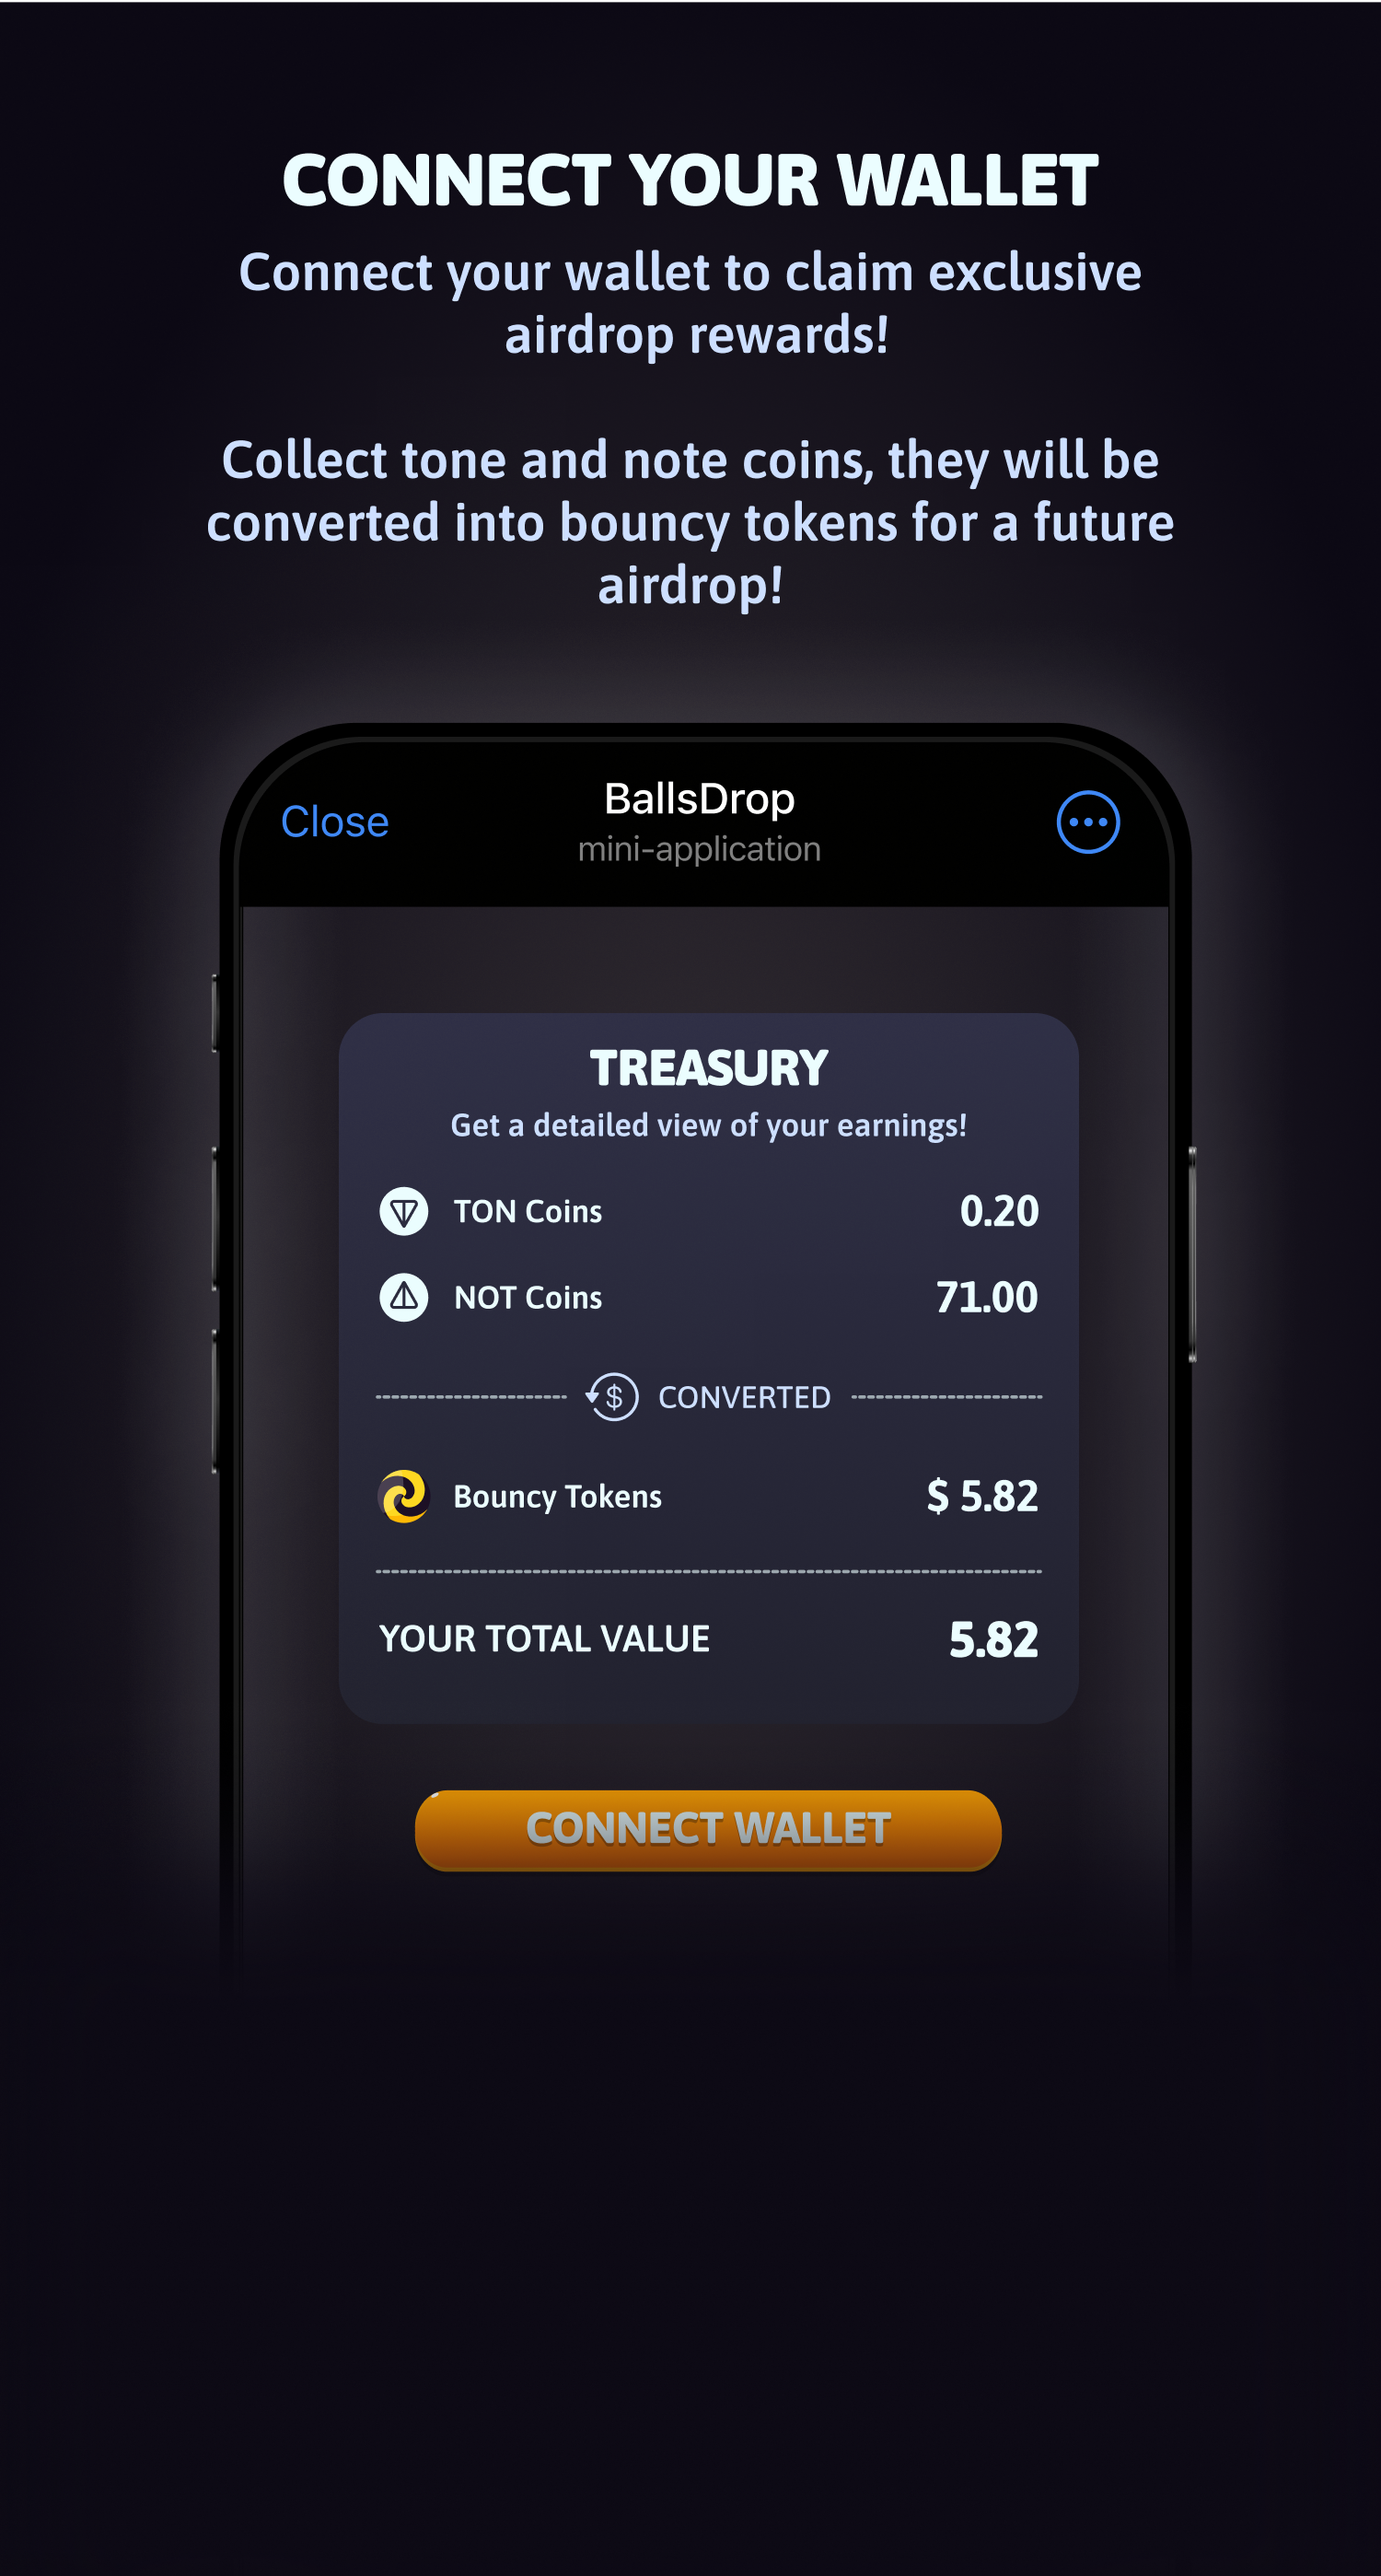 CONNECT YOUR WALLET
Connect your wallet to claim exclusive
airdrop rewards!
Collect tone and note coins, they will be
converted into bouncy tokens for a future
airdrop!
Close
BallsDrop
mini-application
TREASURY
Get a detailed view of your earnings!
TON Coins 0.20
NOT Coins 71.00
$ CONVERTED
Bouncy Tokens $ 5.82
YOUR TOTAL VALUE 5.82
CONNECT WALLET